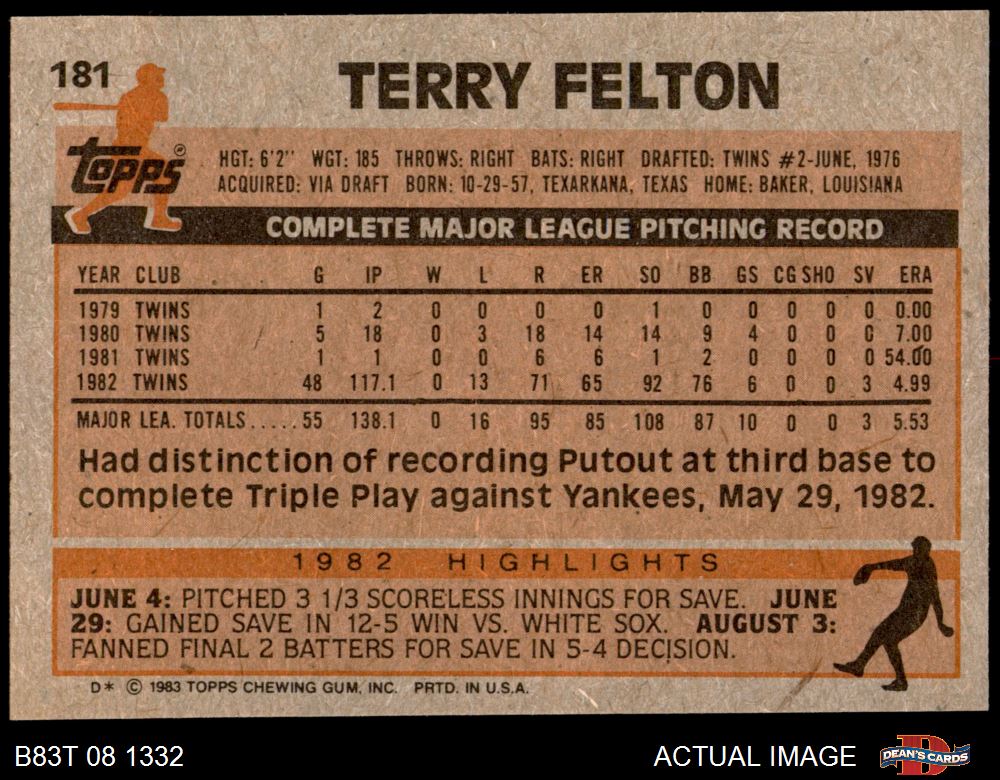 181
TERRY FELTON
topps®
HGT: 6'2" WGT: 185 THROWS: RIGHT BATS: RIGHT DRAFTED: TWINS #2-JUNE, 1976
ACQUIRED: VIA DRAFT BORN: 10-29-57, TEXARKANA, TEXAS HOME: BAKER, LOUISIANA
COMPLETE MAJOR LEAGUE PITCHING RECORD
YEAR CLUB G IP W L R ER SO BB GS CG SHO SV ERA
1979 TWINS 1 2 0 0 0 0 1 0 0 0 0 0 0.00
1980 TWINS 5 18 0 3 18 14 14 9 4 0 0 0 7.00
1981 TWINS 1 1 0 0 6 6 1 2 0 0 0 0 54.00
1982 TWINS 48 117.1 0 13 71 65 92 76 6 0 0 3 4.99
MAJOR LEA. TOTALS.....55 138.1 0 16 95 85 108 87 10 0 0 3 5.53
Had distinction of recording Putout at third base to
complete Triple Play against Yankees, May 29, 1982.
1982 HIGHLIGHTS
JUNE 4: PITCHED 3 1/3 SCORELESS INNINGS FOR SAVE. JUNE
29: GAINED SAVE IN 12-5 WIN VS. WHITE SOX. AUGUST 3:
FANNED FINAL 2 BATTERS FOR SAVE IN 5-4 DECISION.
D* © 1983 TOPPS CHEWING GUM, INC. PRTD. IN U.S.A.
B83T 08 1332 ACTUAL IMAGE DEAN'S CARDS